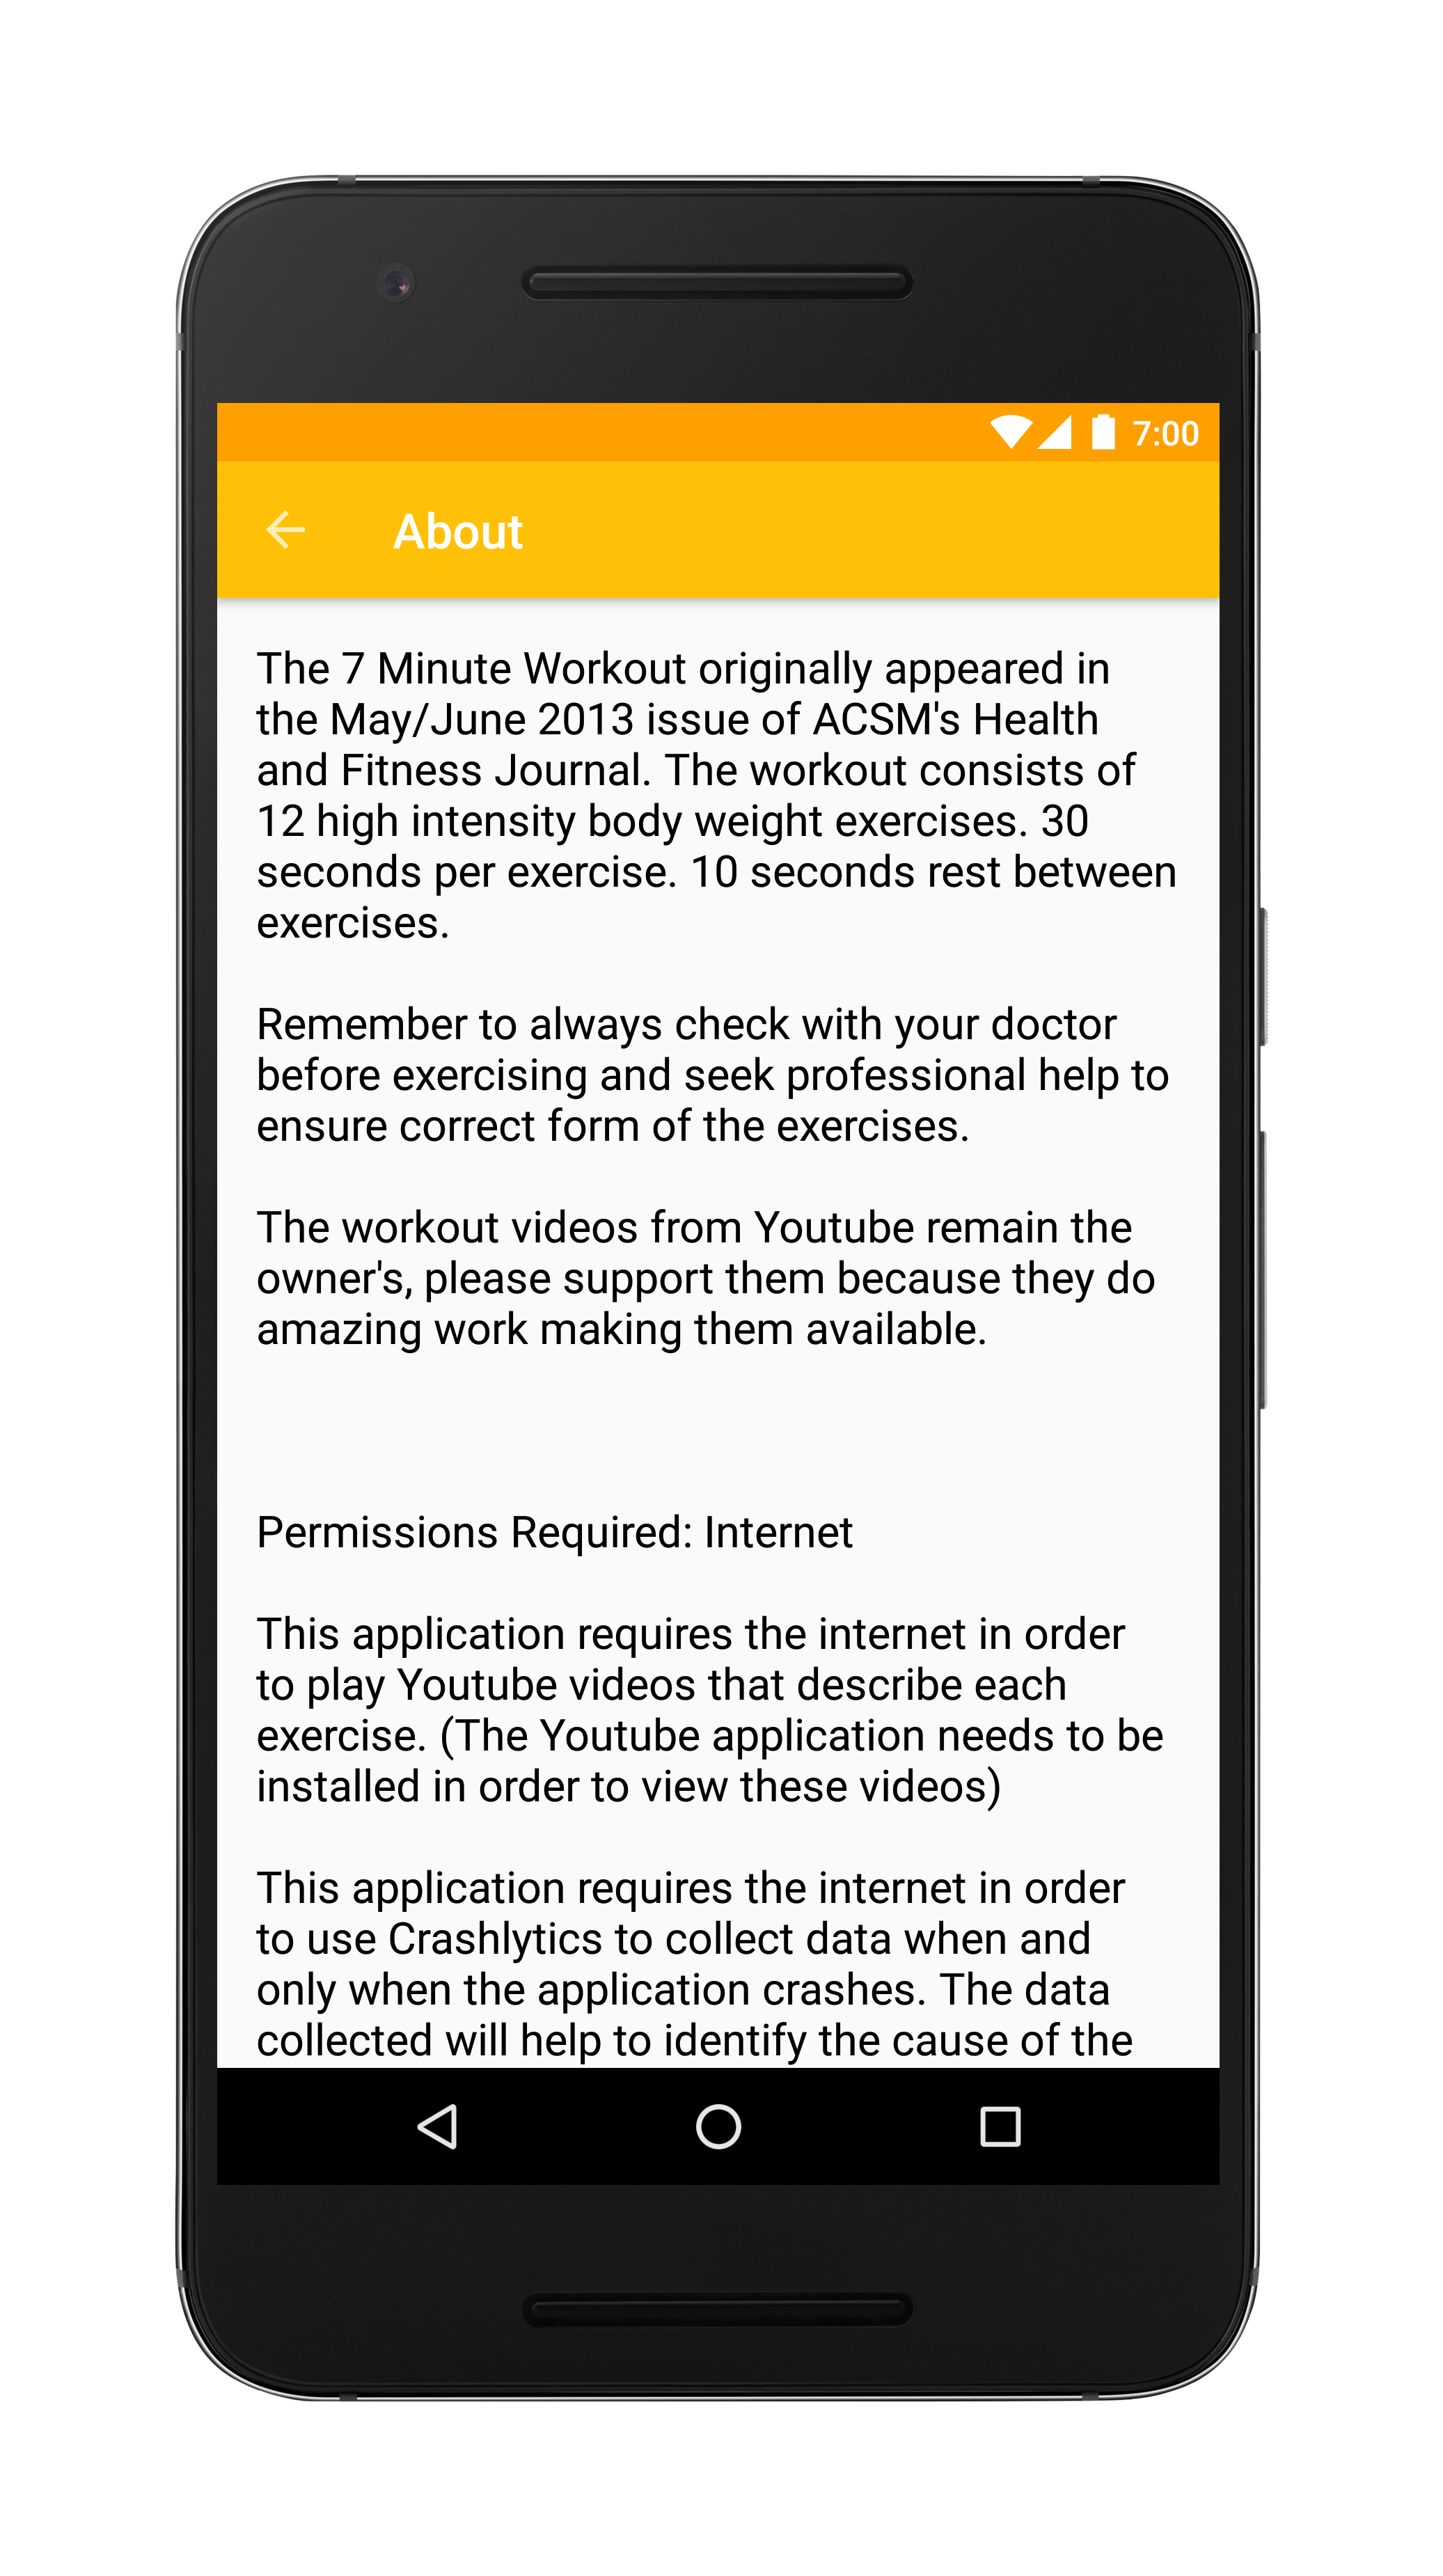 7:00
About
The 7 Minute Workout originally appeared in
the May/June 2013 issue of ACSM's Health
and Fitness Journal. The workout consists of
12 high intensity body weight exercises. 30
seconds per exercise. 10 seconds rest between
exercises.
Remember to always check with your doctor
before exercising and seek professional help to
ensure correct form of the exercises.
The workout videos from Youtube remain the
owner's, please support them because they do
amazing work making them available.
Permissions Required: Internet
This application requires the internet in order
to play Youtube videos that describe each
exercise. (The Youtube application needs to be
installed in order to view these videos)
This application requires the internet in order
to use Crashlytics to collect data when and
only when the application crashes. The data
collected will help to identify the cause of the